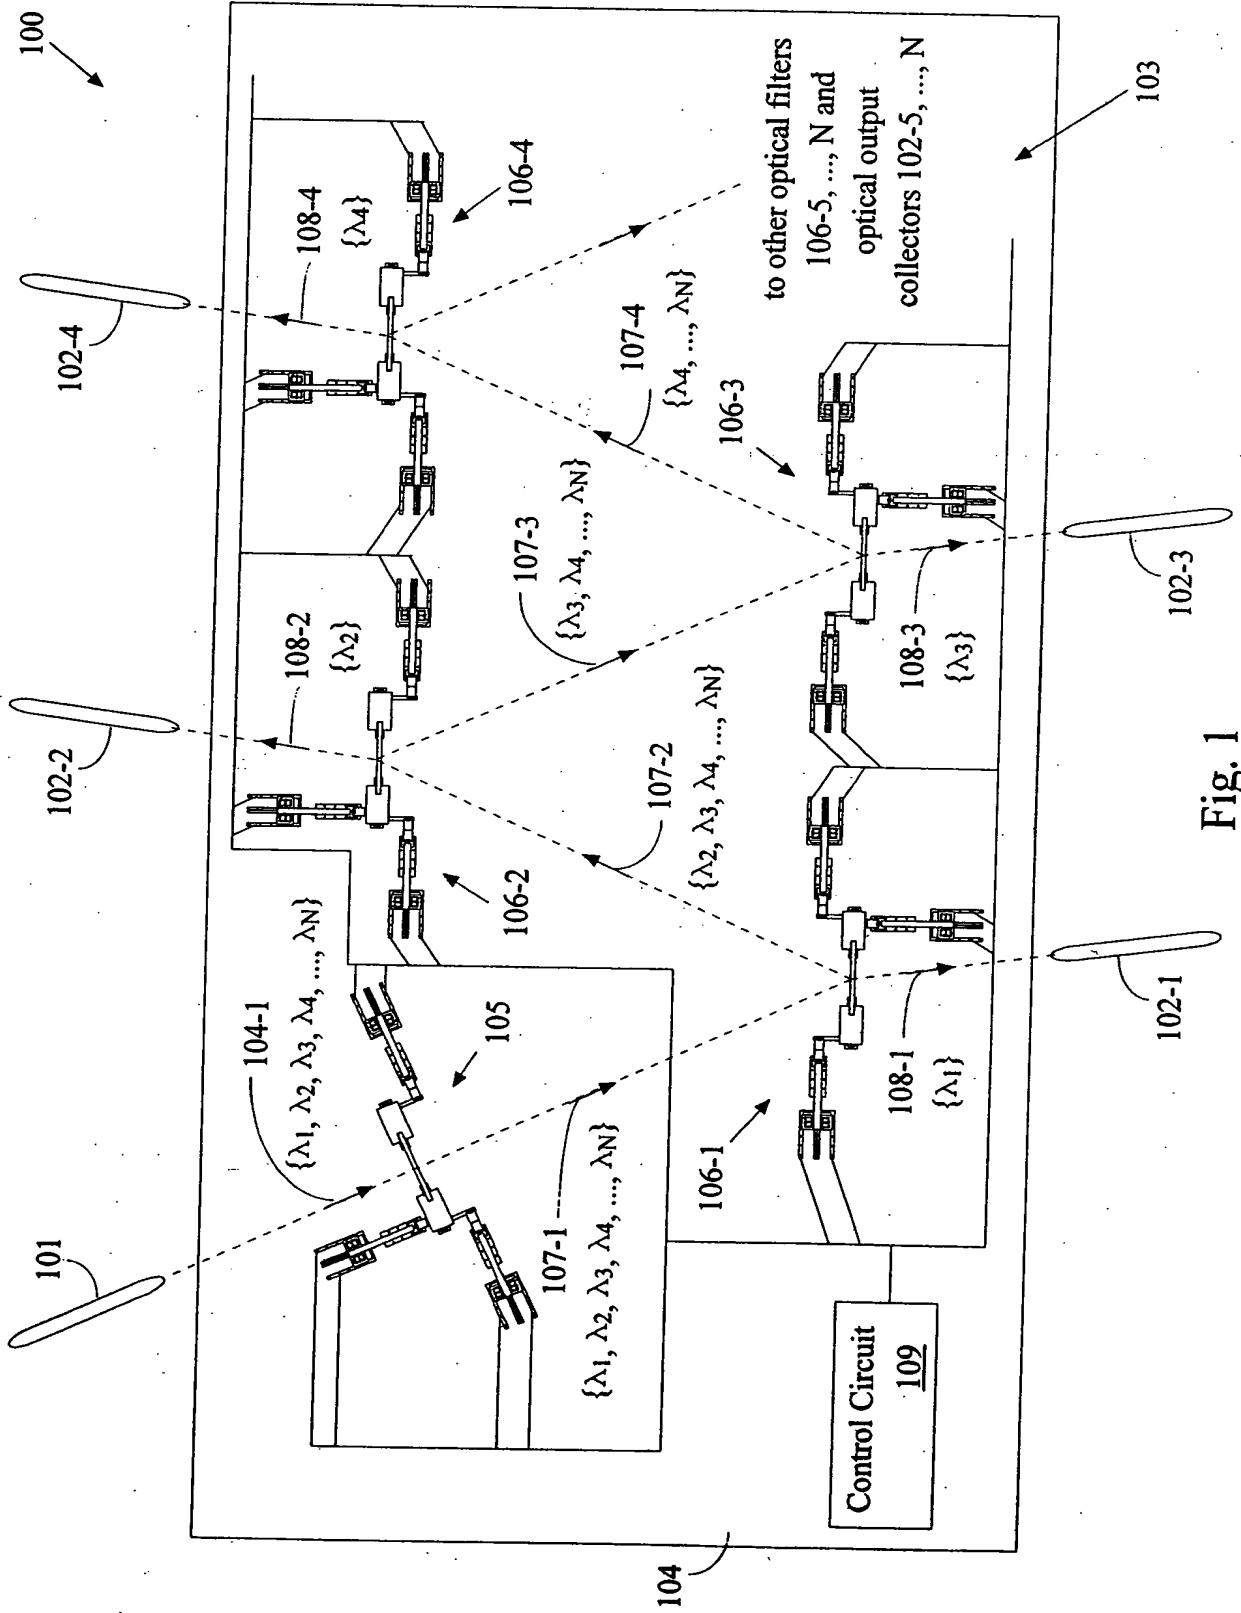 100
101
102-2
102-4
104-1
{λ1, λ2, λ3, λ4, ..., λN}
108-2
{λ2}
108-4
{λ4}
105
106-2
106-4
107-1
{λ1, λ2, λ3, λ4, ..., λN}
107-3
{λ3, λ4, ..., λN}
107-2
{λ2, λ3, λ4, ..., λN}
107-4
{λ4, ..., λN}
to other optical filters
106-5, ..., N and
optical output
collectors 102-5, ..., N
106-1
106-3
108-1
{λ1}
108-3
{λ3}
Control Circuit
109
104
102-1
102-3
103
Fig. 1